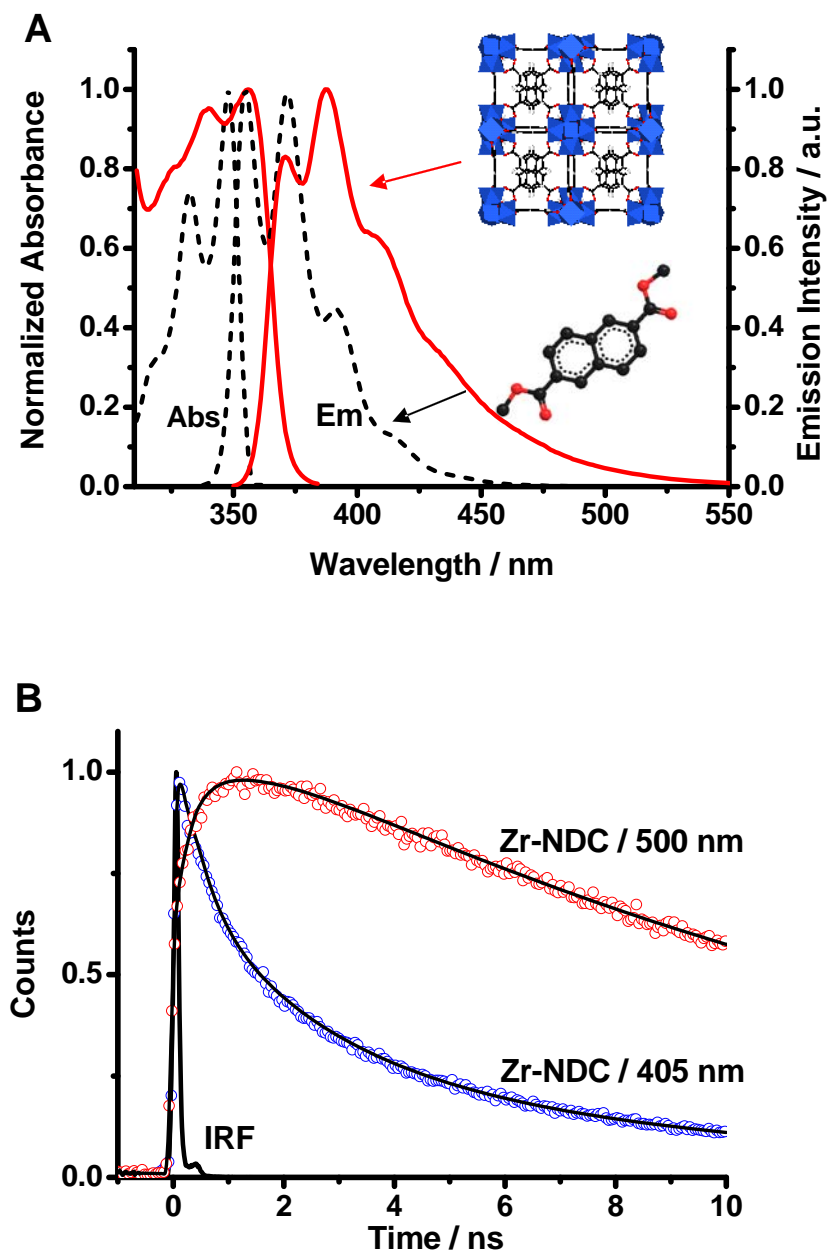 A
Normalized Absorbance
1.0
0.8
0.6
0.4
0.2
0.0
Abs
Em
1.0
0.8
0.6
0.4
0.2
0.0
Emission Intensity / a.u.
350
400
450
500
550
Wavelength / nm
B
Counts
1.0
0.5
0.0
Zr-NDC / 500 nm
Zr-NDC / 405 nm
IRF
0
2
4
6
8
10
Time / ns